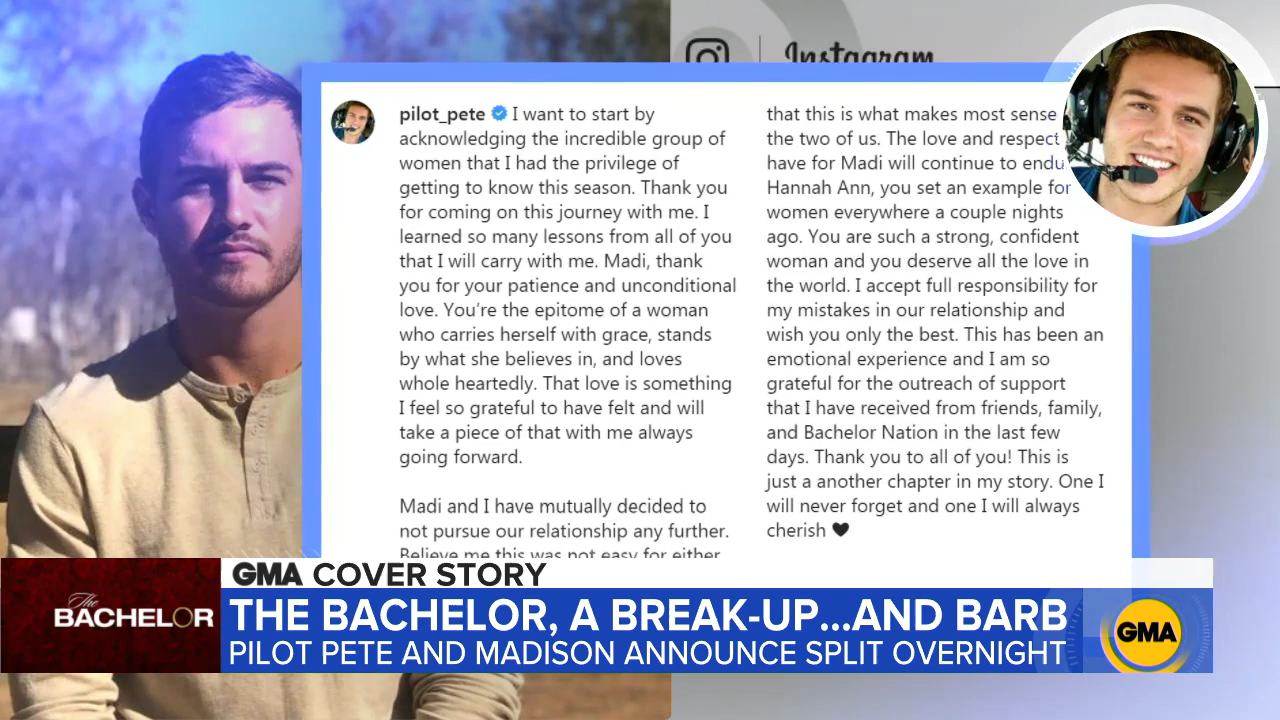 Instagram
pilot_pete I want to start by
acknowledging the incredible group of
women that I had the privilege of
getting to know this season. Thank you
for coming on this journey with me. I
learned so many lessons from all of you
that I will carry with me. Madi, thank
you for your patience and unconditional
love. You're the epitome of a woman
who carries herself with grace, stands
by what she believes in, and loves
whole heartedly. That love is something
I feel so grateful to have felt and will
take a piece of that with me always
going forward.
Madi and I have mutually decided to
not pursue our relationship any further.
Believe me this was not easy for either
that this is what makes most sense
the two of us. The love and respect
have for Madi will continue to
Hannah Ann, you set an example for
women everywhere a couple nights
ago. You are such a strong, confident
woman and you deserve all the love in
the world. I accept full responsibility for
my mistakes in our relationship and
wish you only the best. This has been an
emotional experience and I am so
grateful for the outreach of support
that I have received from friends, family,
and Bachelor Nation in the last few
days. Thank you to all of you! This is
just a another chapter in my story. One I
will never forget and one I will always
cherish 🖤
The
BACHELOR
GMA COVER STORY
THE BACHELOR, A BREAK-UP...AND BARB
PILOT PETE AND MADISON ANNOUNCE SPLIT OVERNIGHT
GMA